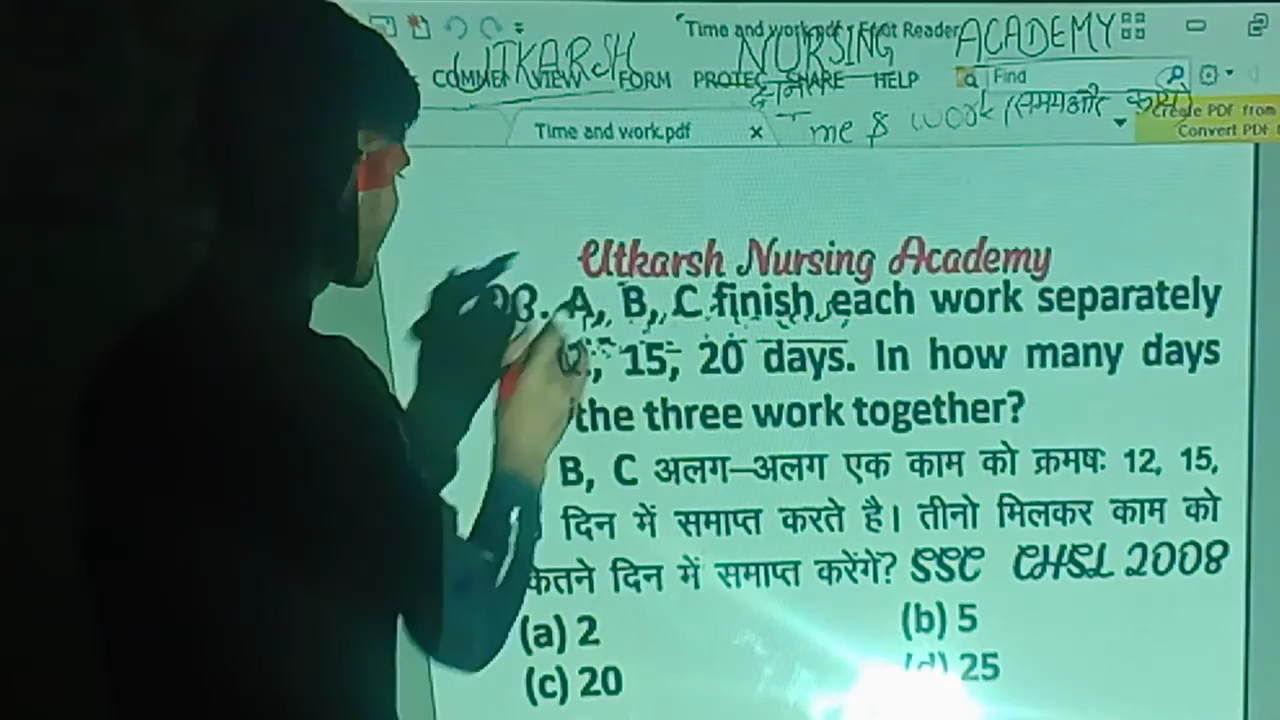 Time and work.pdf - Foxit Reader
UTKARSH NURSING ACADEMY
COMMENT VIEW FORM PROTECT SHARE HELP
Find
Time & work (समय और कार्य)
Create PDF from
Convert PDF
Time and work.pdf
Utkarsh Nursing Academy
A, B, C finish each work separately
15, 20 days. In how many days
the three work together?
B, C अलग–अलग एक काम को क्रमषः 12, 15,
दिन में समाप्त करते है। तीनो मिलकर काम को
कितने दिन में समाप्त करेंगें? SSC CHSL 2008
(a) 2
(b) 5
(c) 20
(d) 25